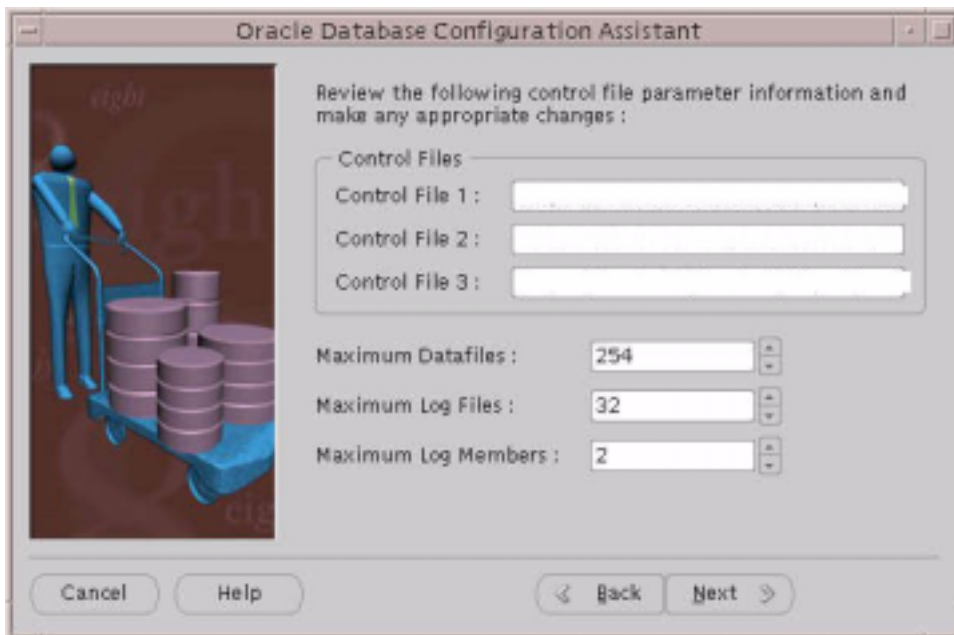 Oracle Database Configuration Assistant
eight
Review the following control file parameter information and
make any appropriate changes :
Control Files
Control File 1 :
Control File 2 :
Control File 3 :
Maximum Datafiles : 254
Maximum Log Files : 32
Maximum Log Members : 2
Cancel Help Back Next